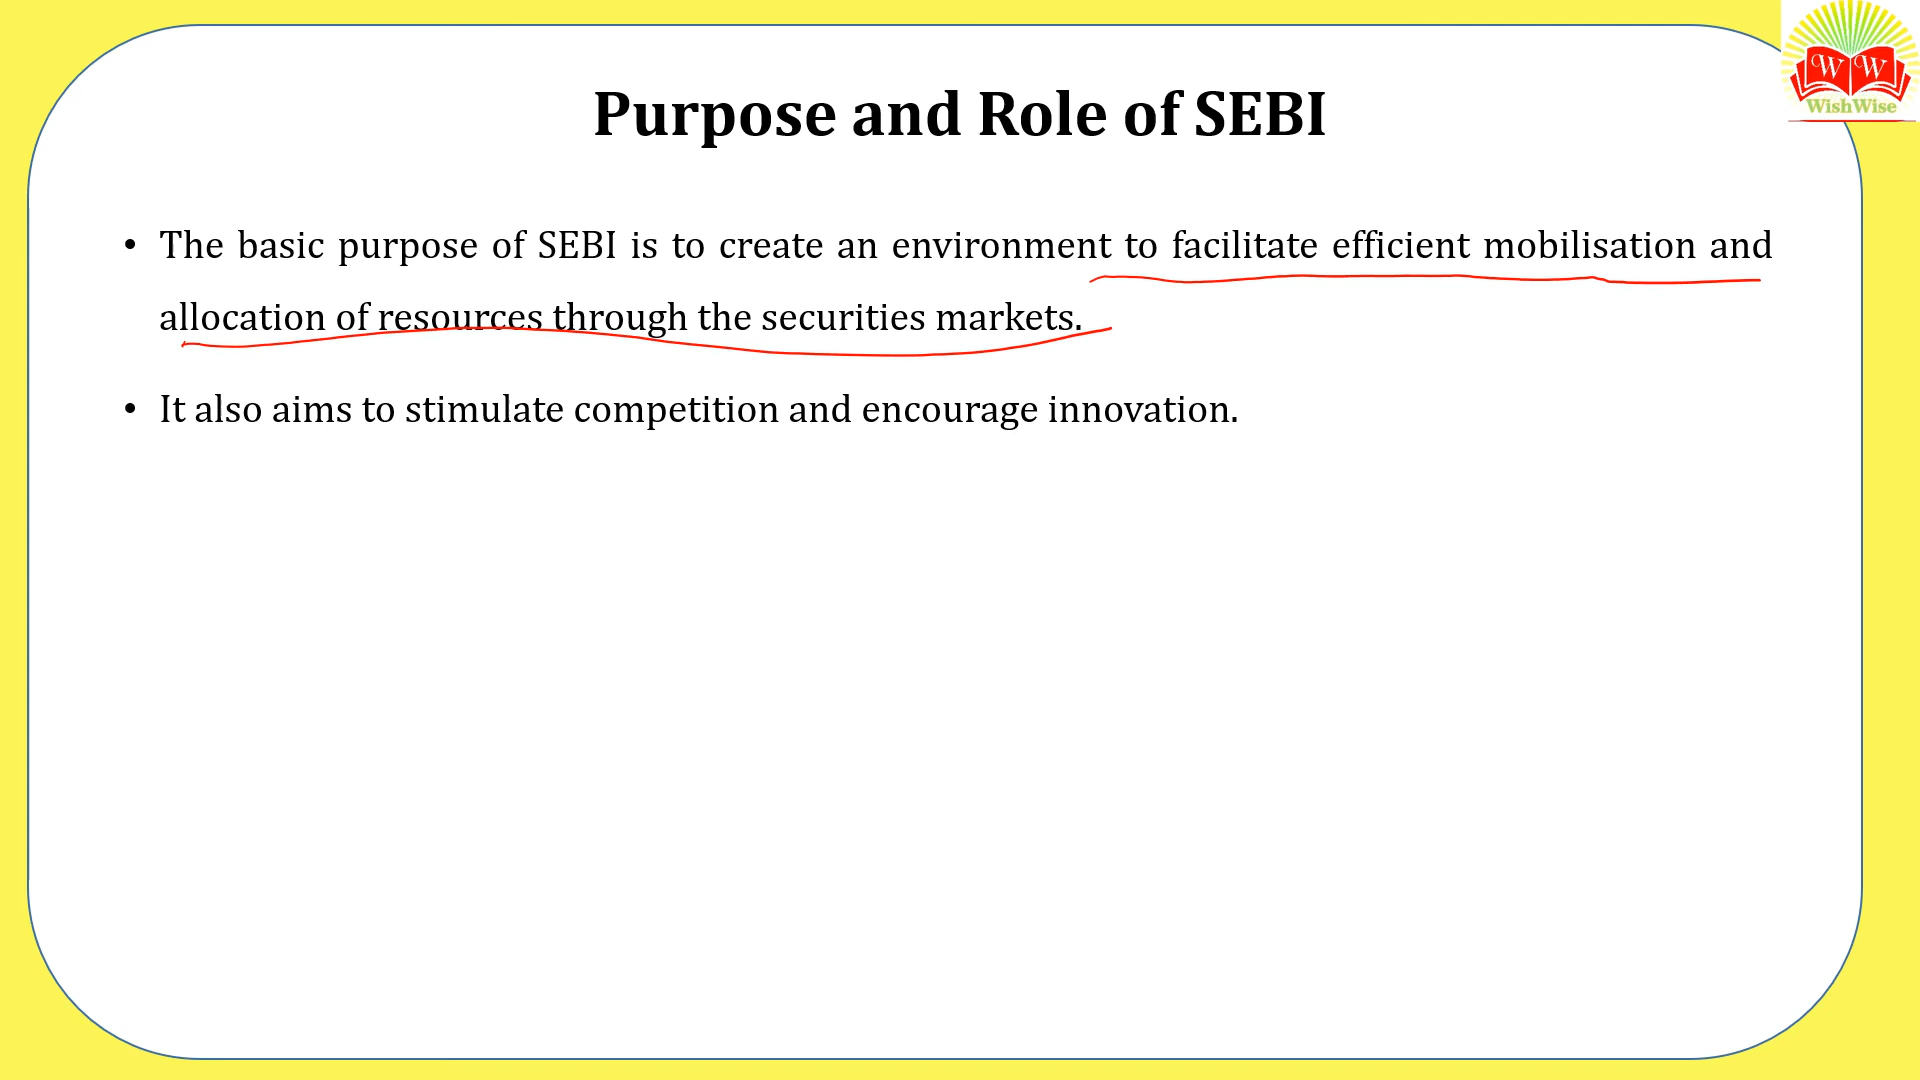 Purpose and Role of SEBI
W W
WishWise
• The basic purpose of SEBI is to create an environment to facilitate efficient mobilisation and
allocation of resources through the securities markets.
• It also aims to stimulate competition and encourage innovation.